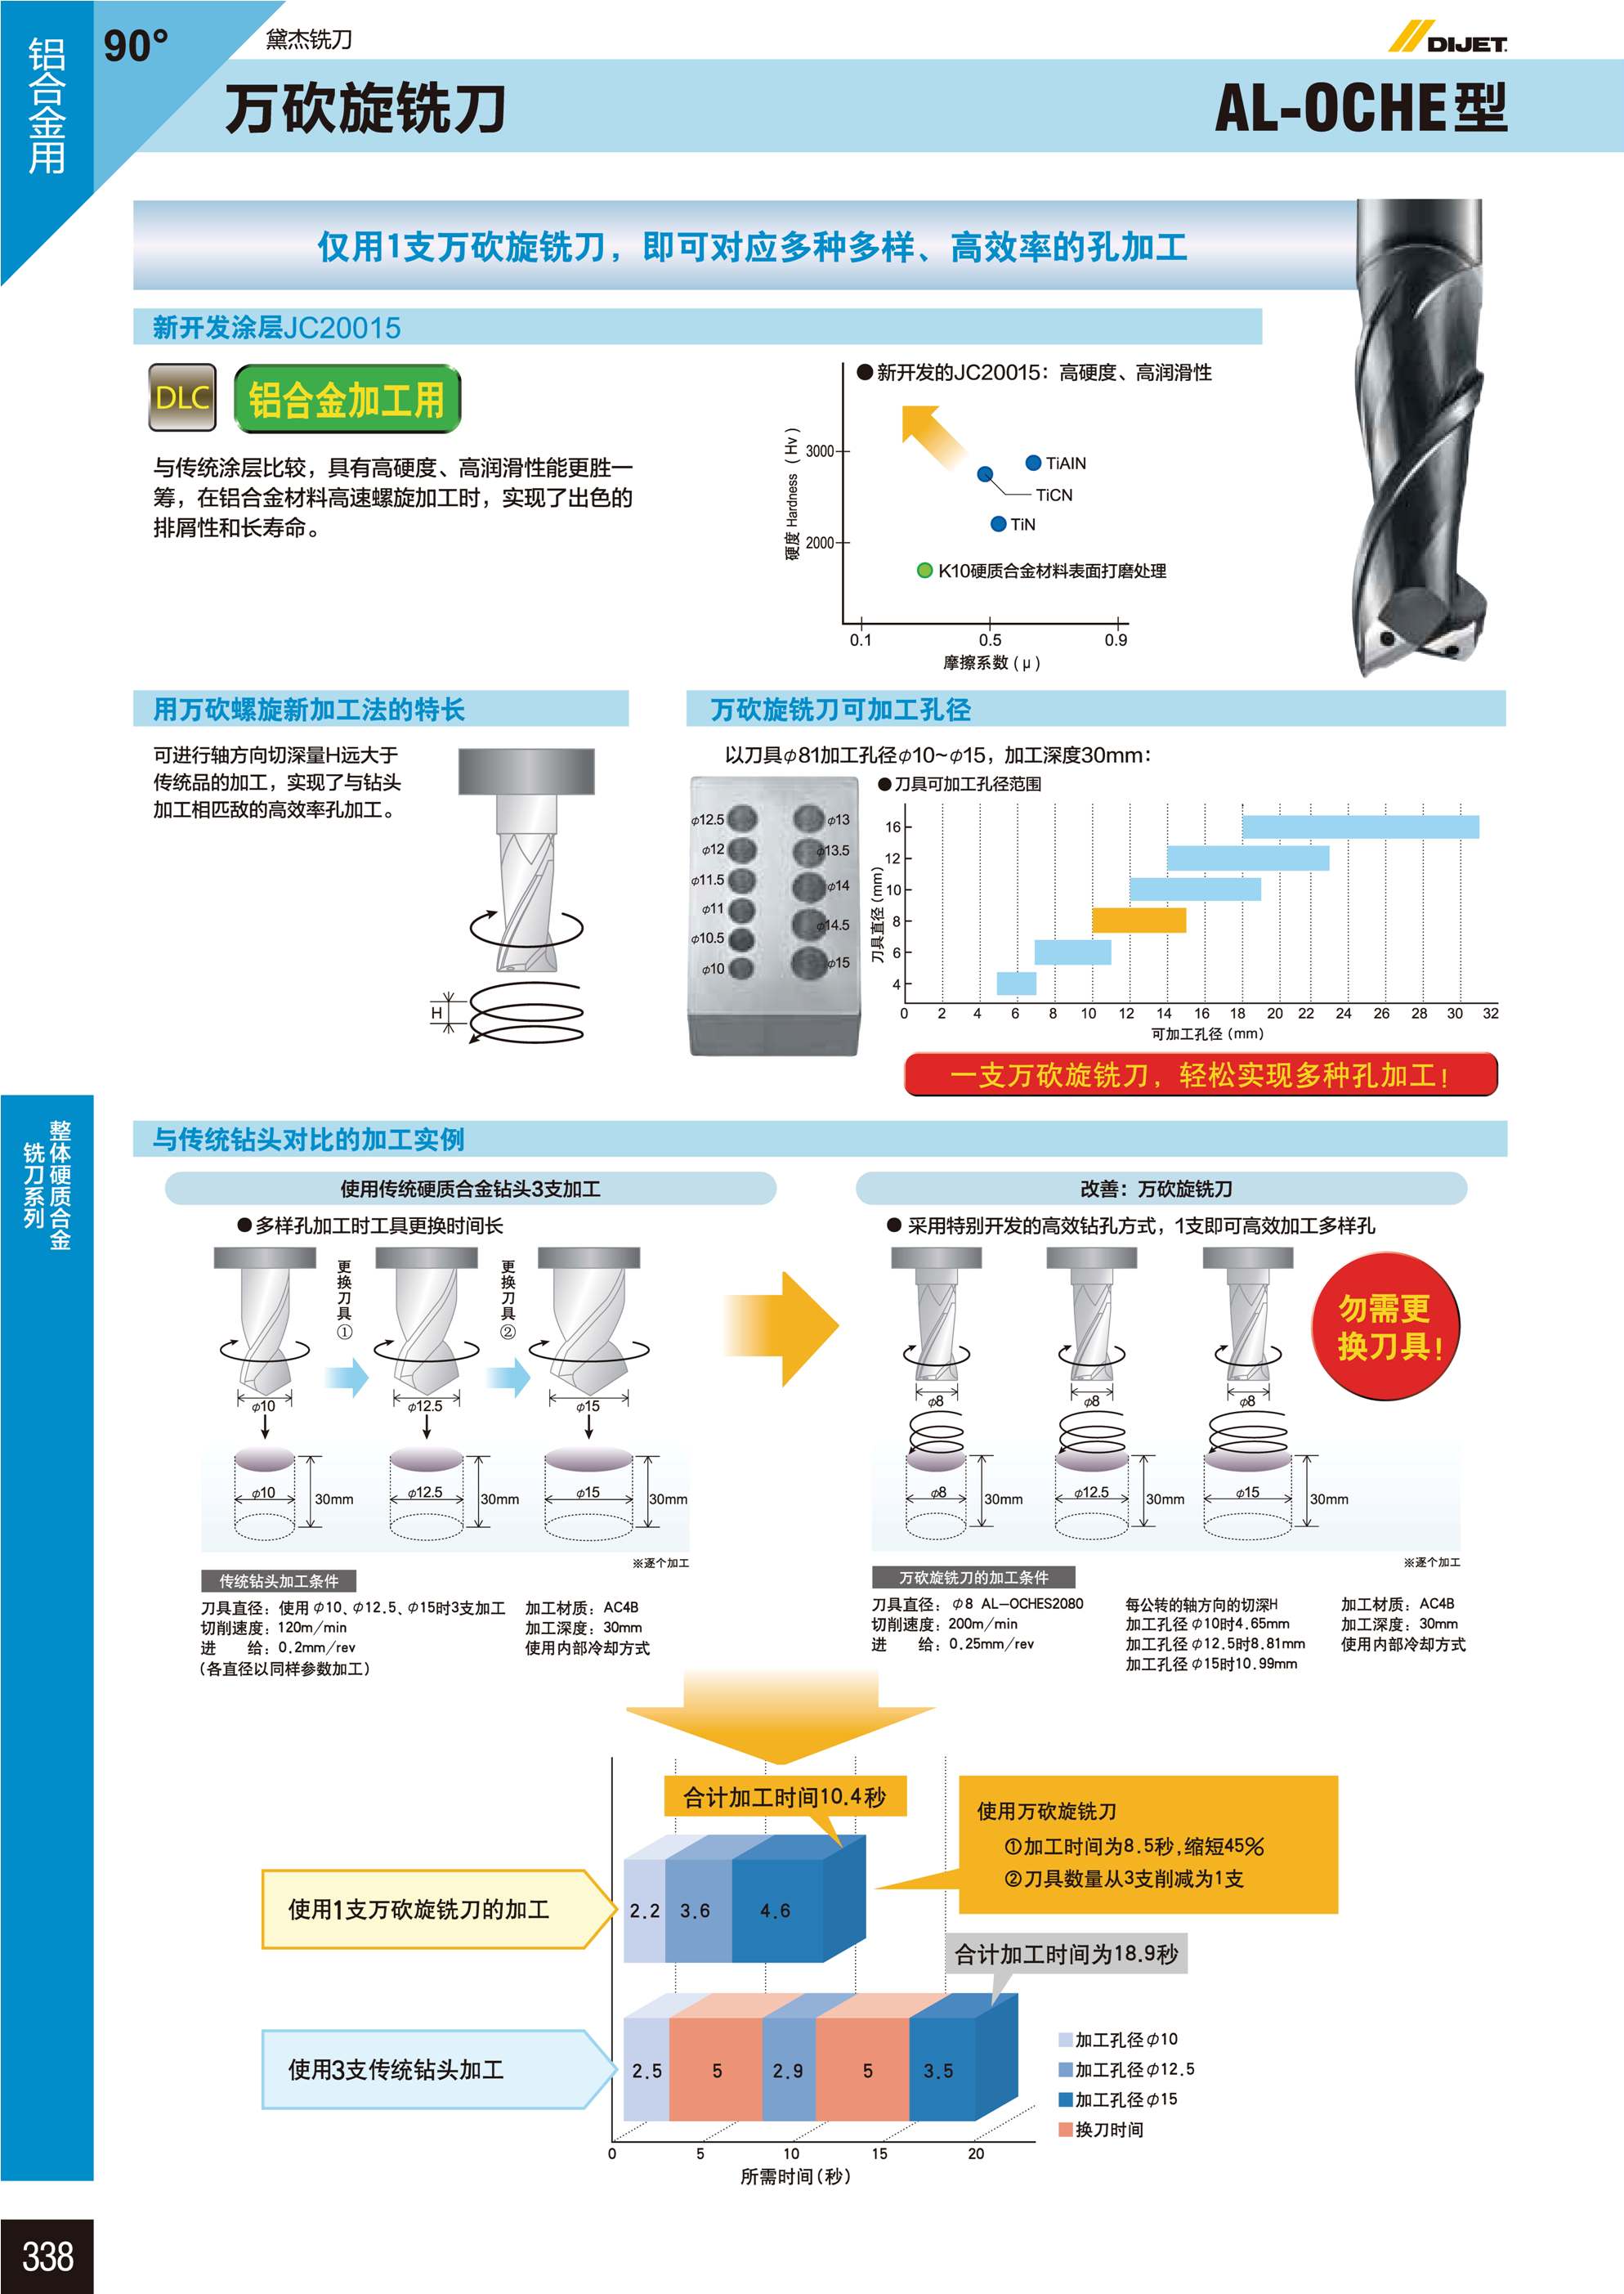 铝合金用
90°
黛杰铣刀
DIJET
万砍旋铣刀
AL-OCHE型
仅用1支万砍旋铣刀，即可对应多种多样、高效率的孔加工
新开发涂层JC20015
DLC
铝合金加工用
与传统涂层比较，具有高硬度、高润滑性能更胜一
筹，在铝合金材料高速螺旋加工时，实现了出色的
排屑性和长寿命。
●新开发的JC20015：高硬度、高润滑性
硬度 Hardness（Hv）
3000
2000
TiAlN
TiCN
TiN
K10硬质合金材料表面打磨处理
0.1 0.5 0.9
摩擦系数（μ）
用万砍螺旋新加工法的特长
可进行轴方向切深量H远大于
传统品的加工，实现了与钻头
加工相匹敌的高效率孔加工。
H
万砍旋铣刀可加工孔径
以刀具φ81加工孔径φ10~φ15，加工深度30mm：
φ12.5 φ13
φ12 φ13.5
φ11.5 φ14
φ11
φ10.5 φ14.5
φ10 φ15
●刀具可加工孔径范围
刀具直径（mm）
16
12
10
8
6
4
0 2 4 6 8 10 12 14 16 18 20 22 24 26 28 30 32
可加工孔径（mm）
一支万砍旋铣刀，轻松实现多种孔加工！
整体硬质合金
铣刀系列
与传统钻头对比的加工实例
使用传统硬质合金钻头3支加工
●多样孔加工时工具更换时间长
更换刀具①
更换刀具②
φ10 φ12.5 φ15
φ10 30mm φ12.5 30mm φ15 30mm
※逐个加工
传统钻头加工条件
刀具直径：使用φ10、φ12.5、φ15时3支加工
切削速度：120m/min
进　　给：0.2mm/rev
（各直径以同样参数加工）
加工材质：AC4B
加工深度：30mm
使用内部冷却方式
改善：万砍旋铣刀
● 采用特别开发的高效钻孔方式，1支即可高效加工多样孔
勿需更
换刀具！
φ8 φ8 φ8
φ8 30mm φ12.5 30mm φ15 30mm
※逐个加工
万砍旋铣刀的加工条件
刀具直径：φ8 AL—OCHES2080
切削速度：200m/min
进　　给：0.25mm/rev
每公转的轴方向的切深H
加工孔径φ10时4.65mm
加工孔径φ12.5时8.81mm
加工孔径φ15时10.99mm
加工材质：AC4B
加工深度：30mm
使用内部冷却方式
合计加工时间10.4秒
使用万砍旋铣刀
①加工时间为8.5秒,缩短45%
②刀具数量从3支削减为1支
使用1支万砍旋铣刀的加工
2.2 3.6 4.6
合计加工时间为18.9秒
使用3支传统钻头加工
2.5 5 2.9 5 3.5
加工孔径φ10
加工孔径φ12.5
加工孔径φ15
换刀时间
0 5 10 15 20
所需时间（秒）
338